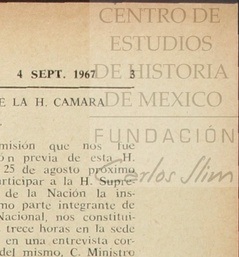 CENTRO DE
ESTUDIOS
DE HISTORIA
DE MEXICO
FUNDACIÓN
Carlos Slim
4 SEPT. 1967 3
E LA H. CAMARA
misión que nos fue
ón previa de esta H.
25 de agosto próximo
articipar a la H. Supre-
de la Nación la ins-
mo parte integrante de
Nacional, nos constitui-
trece horas en la sede
en una entrevista cor-
del mismo, C. Ministro